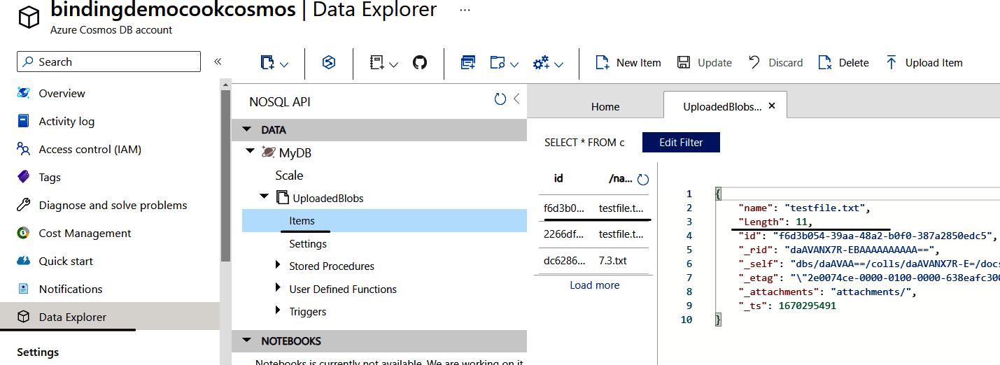 bindingdemocookcosmos | Data Explorer ...
Azure Cosmos DB account
Search «
Overview
Activity log
Access control (IAM)
Tags
Diagnose and solve problems
Cost Management
Quick start
Notifications
Data Explorer
Settings
New Item Update Discard Delete Upload Item
NOSQL API
DATA
MyDB
Scale
UploadedBlobs
Items
Settings
Stored Procedures
User Defined Functions
Triggers
NOTEBOOKS
Notebooks is currently not available. We are working on it
Home UploadedBlobs... ×
SELECT * FROM c Edit Filter
id /na...
f6d3b0... testfile.t...
2266df... testfile.t...
dc6286... 7.3.txt
Load more
1 {
2 "name": "testfile.txt",
3 "Length": 11,
4 "id": "f6d3b054-39aa-48a2-b0f0-387a2850edc5",
5 "_rid": "daAVANX7R-EBAAAAAAAAAA==",
6 "_self": "dbs/daAVAA==/colls/daAVANX7R-E=/docs
7 "_etag": "\"2e0074ce-0000-0100-0000-638eafc300
8 "_attachments": "attachments/",
9 "_ts": 1670295491
10 }